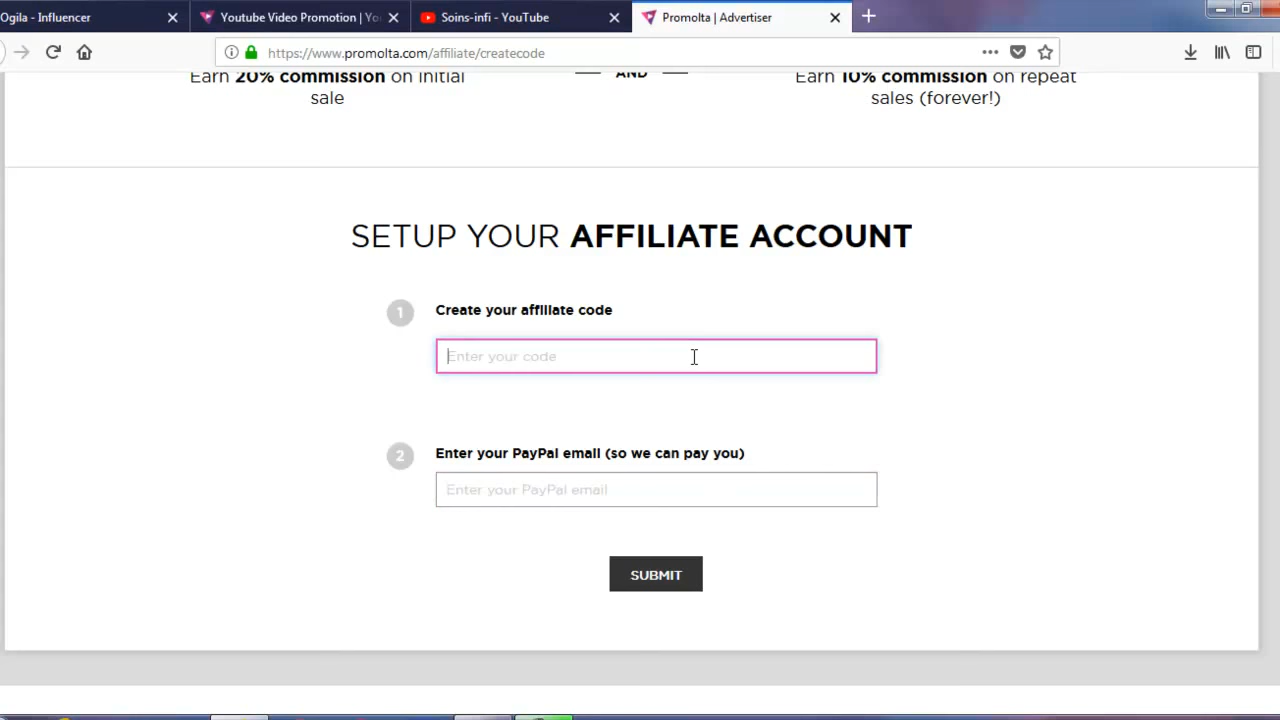 Ogila - Influencer
Youtube Video Promotion | Yo
Soins-infi - YouTube
Promolta | Advertiser
https://www.promolta.com/affiliate/createcode
Earn 20% commission on initial
sale
AND
Earn 10% commission on repeat
sales (forever!)
SETUP YOUR AFFILIATE ACCOUNT
1
Create your affiliate code
Enter your code
2
Enter your PayPal email (so we can pay you)
Enter your PayPal email
SUBMIT